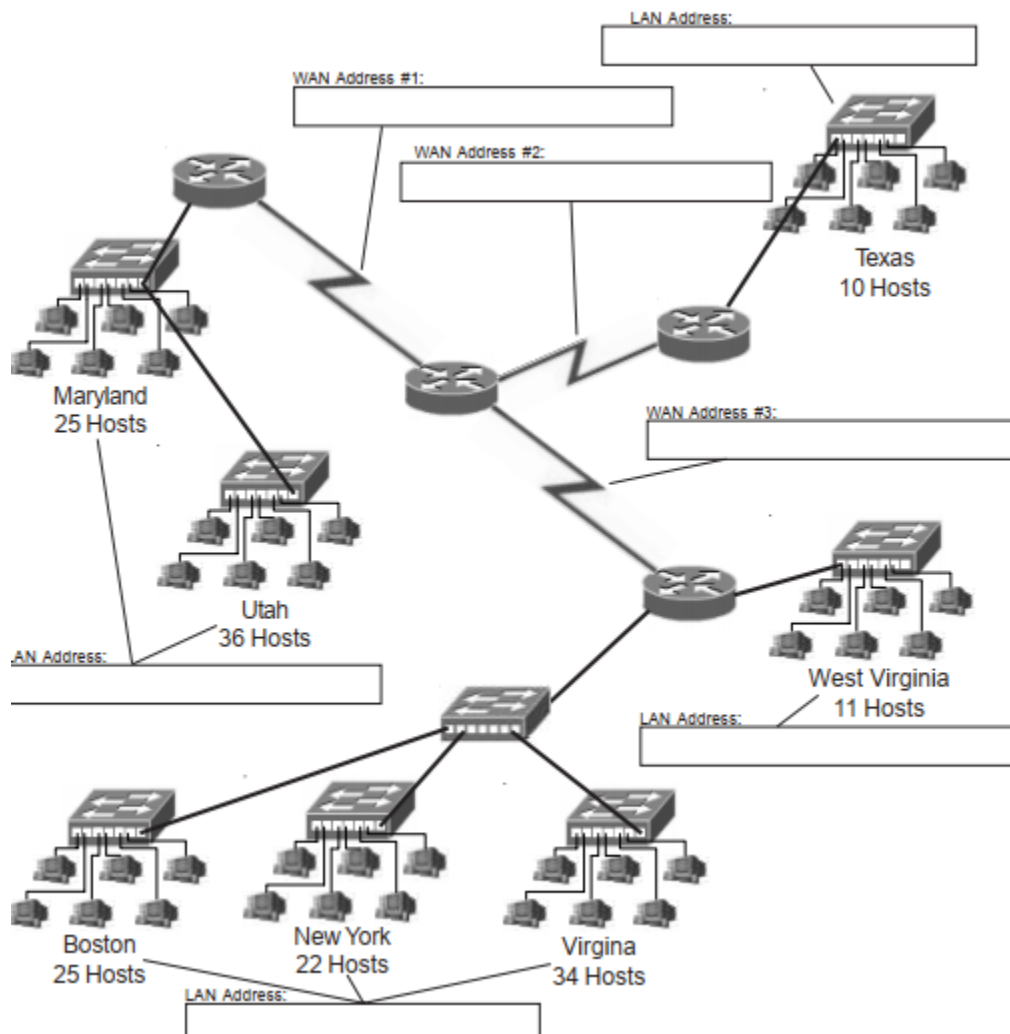 LAN Address:
WAN Address #1:
WAN Address #2:
Texas
10 Hosts
Maryland
25 Hosts
WAN Address #3:
Utah
36 Hosts
AN Address:
West Virginia
11 Hosts
LAN Address:
Boston
25 Hosts
New York
22 Hosts
Virgina
34 Hosts
LAN Address: